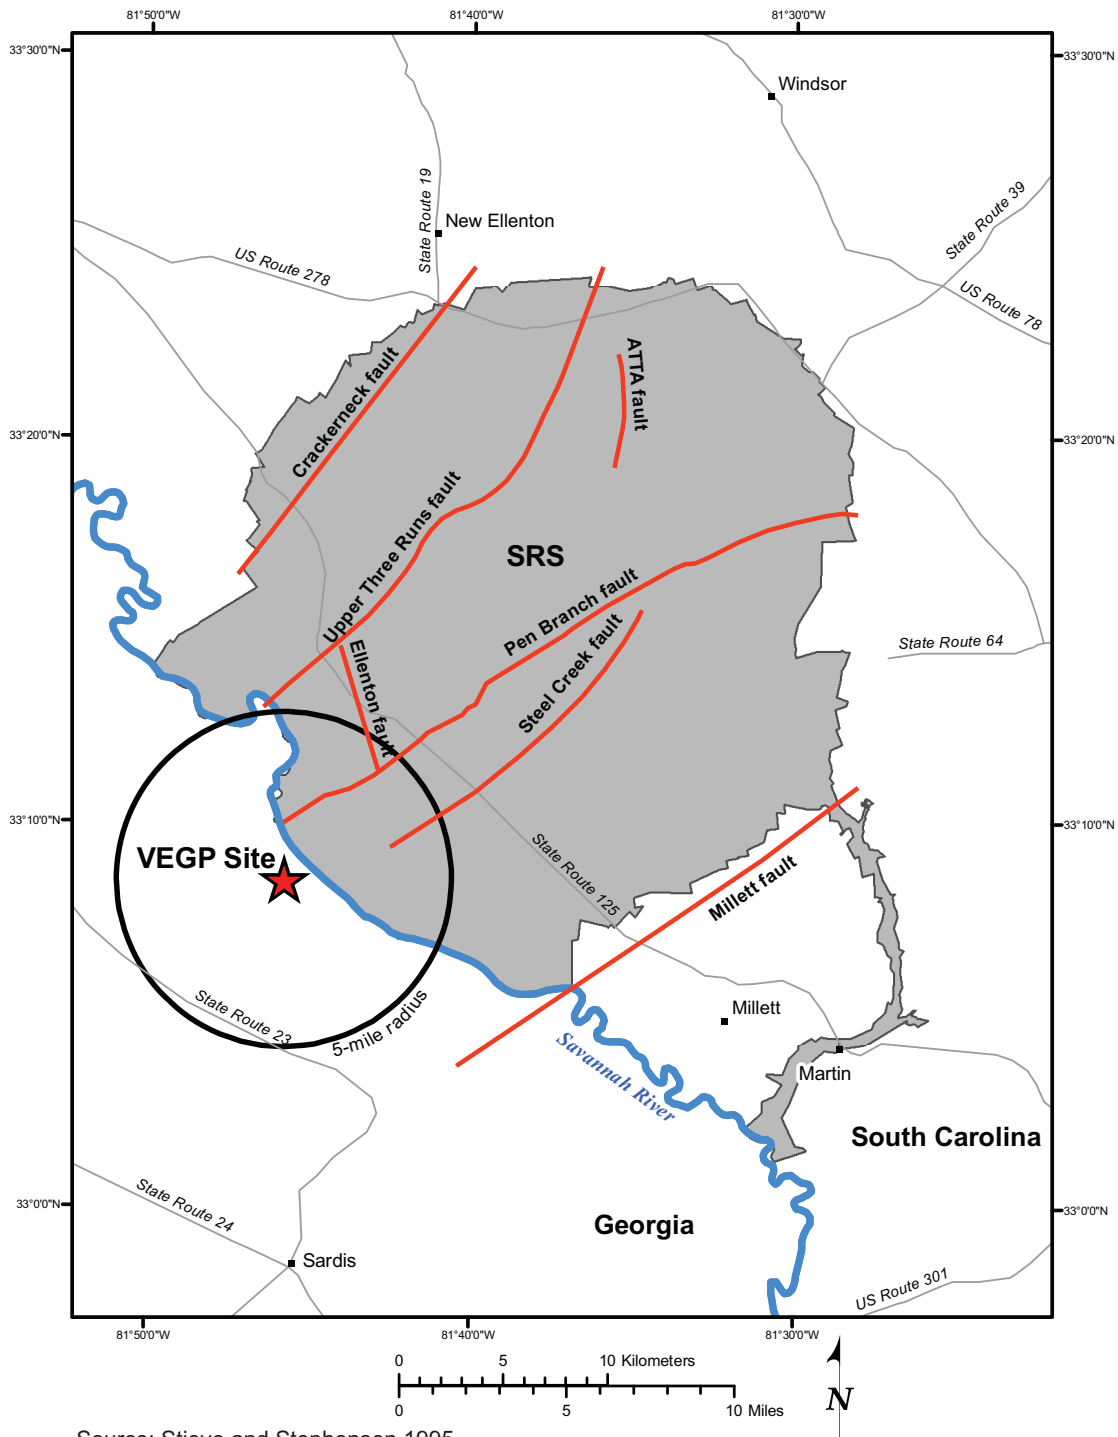 81°50'0"W
81°40'0"W
81°30'0"W
33°30'0"N
33°30'0"N
Windsor
State Route 19
State Route 39
New Ellenton
US Route 278
US Route 78
ATTA fault
Crackerneck fault
33°20'0"N
33°20'0"N
Upper Three Runs fault
SRS
Pen Branch fault
Steel Creek fault
Ellenton fault
State Route 64
33°10'0"N
33°10'0"N
VEGP Site
State Route 125
Millett fault
State Route 23
5-mile radius
Millett
Savannah River
Martin
South Carolina
State Route 24
33°0'0"N
33°0'0"N
Georgia
Sardis
US Route 301
81°50'0"W
81°40'0"W
81°30'0"W
0 5 10 Kilometers
0 5 10 Miles
N
Source: Stieve and Stephenson 1995